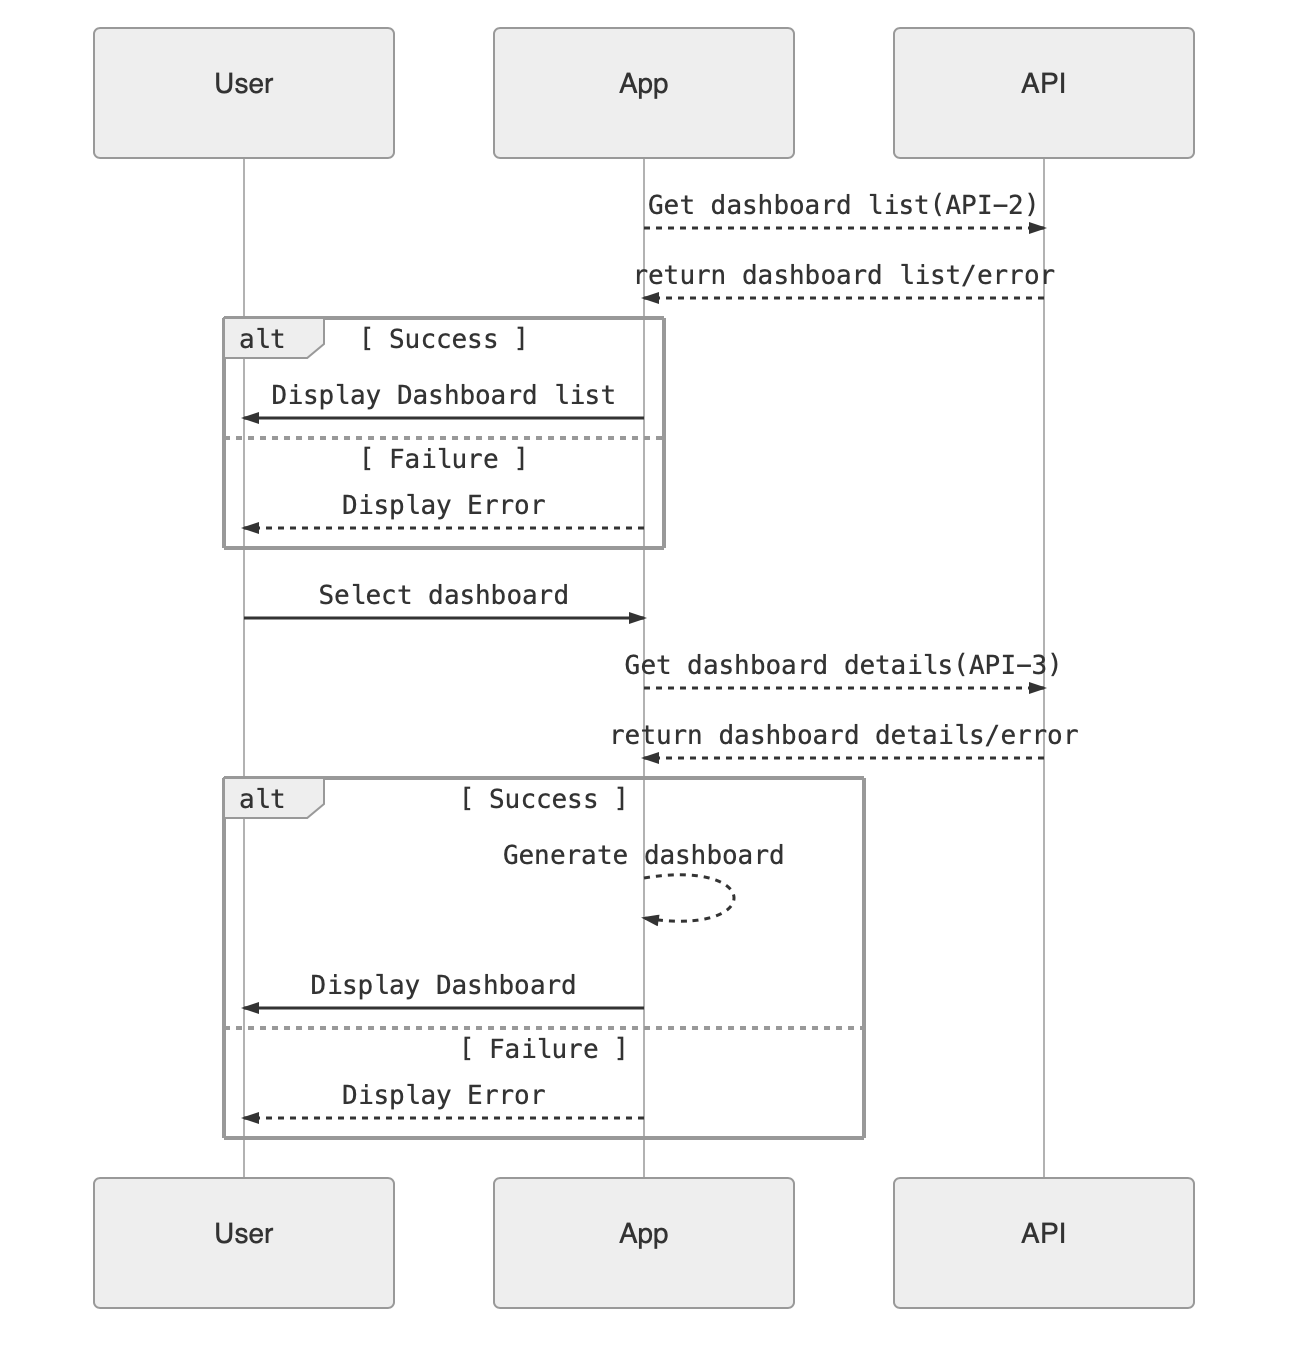 User
App
API
Get dashboard list(API-2)
return dashboard list/error
alt
[ Success ]
Display Dashboard list
[ Failure ]
Display Error
Select dashboard
Get dashboard details(API-3)
return dashboard details/error
alt
[ Success ]
Generate dashboard
Display Dashboard
[ Failure ]
Display Error
User
App
API